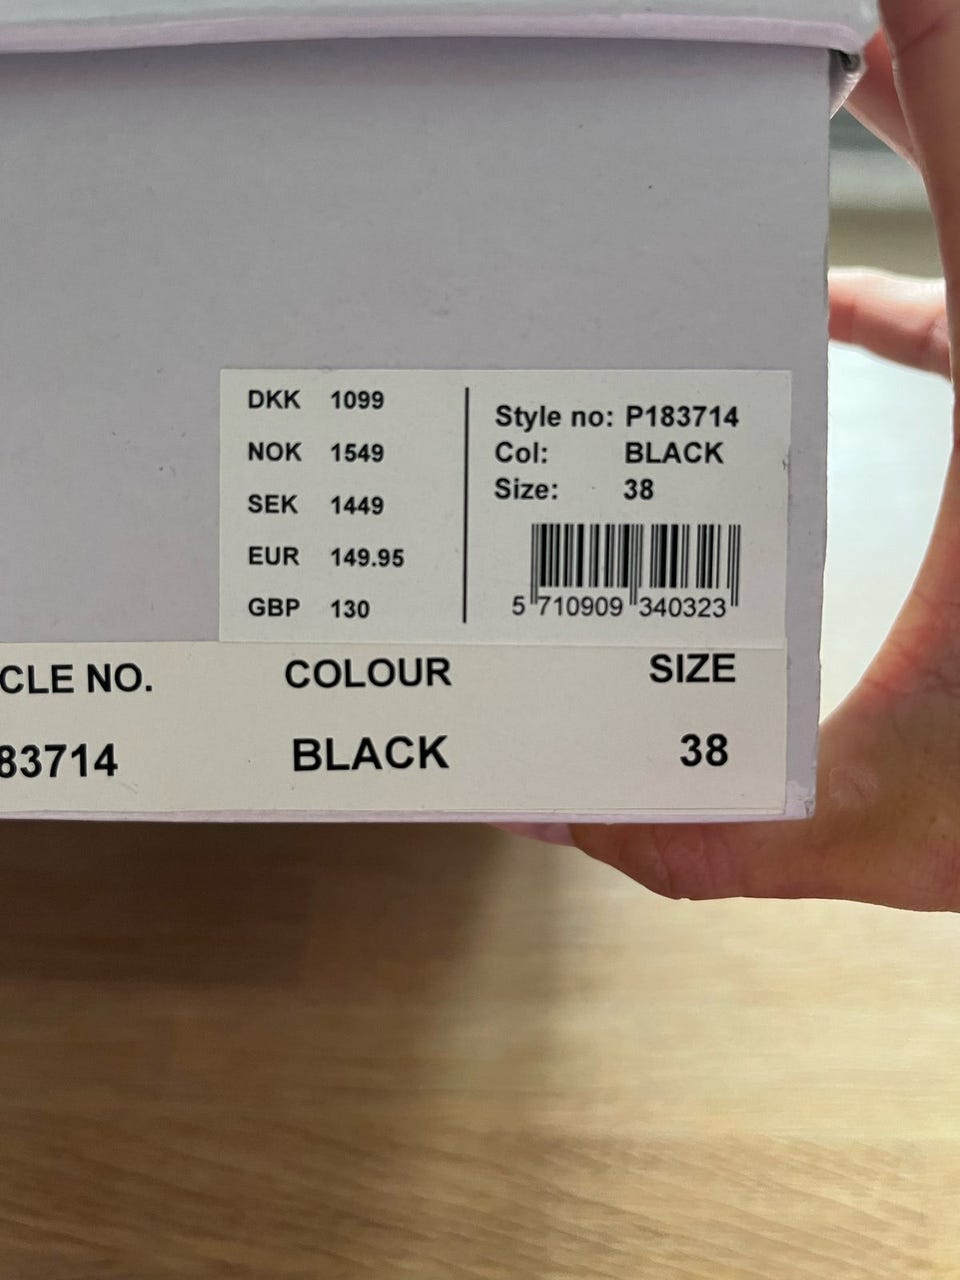 DKK 1099
NOK 1549
SEK 1449
EUR 149.95
GBP 130
Style no: P183714
Col: BLACK
Size: 38
5 710909 340323
CLE NO. COLOUR SIZE
83714 BLACK 38